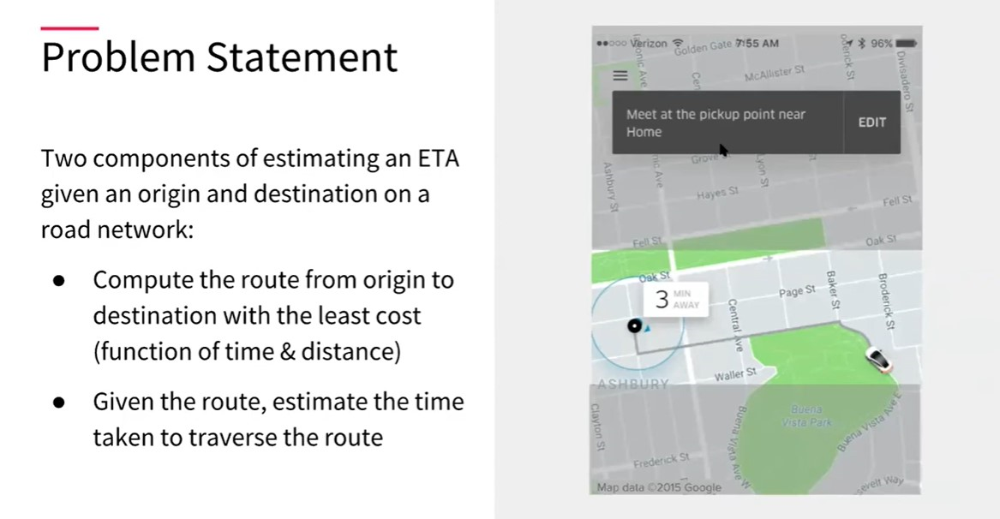 Problem Statement
Two components of estimating an ETA
given an origin and destination on a
road network:
● Compute the route from origin to
destination with the least cost
(function of time & distance)
● Given the route, estimate the time
taken to traverse the route
Verizon 7:55 AM 96%
Golden Gate
McAllister St
Divisadero St
Meet at the pickup point near
Home
EDIT
Grove
Lyon St
Ashbury St
Hayes St
Fell St
Fell St
Oak St
Oak St
3 MIN
AWAY
Page St
Baker St
Broderick St
Central Ave
Waller St
ASHBURY
Clayton St
Buena
Vista Park
Buena Vista Ave E
Buena Vista Ave W
Frederick St
Map data ©2015 Google